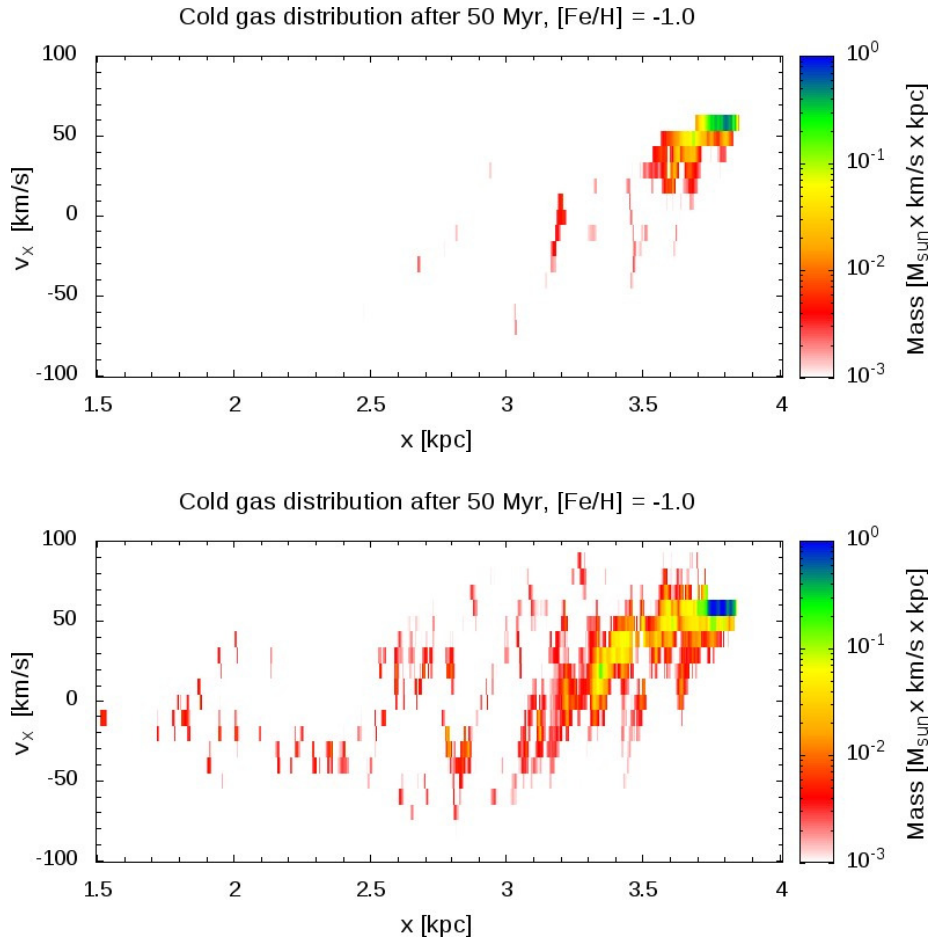 Cold gas distribution after 50 Myr, [Fe/H] = -1.0
100
50
0
-50
-100
v_x [km/s]
1.5 2 2.5 3 3.5 4
x [kpc]
10^0
10^-1
10^-2
10^-3
Mass [M_sun x km/s x kpc]
Cold gas distribution after 50 Myr, [Fe/H] = -1.0
100
50
0
-50
-100
v_x [km/s]
1.5 2 2.5 3 3.5 4
x [kpc]
10^0
10^-1
10^-2
10^-3
Mass [M_sun x km/s x kpc]